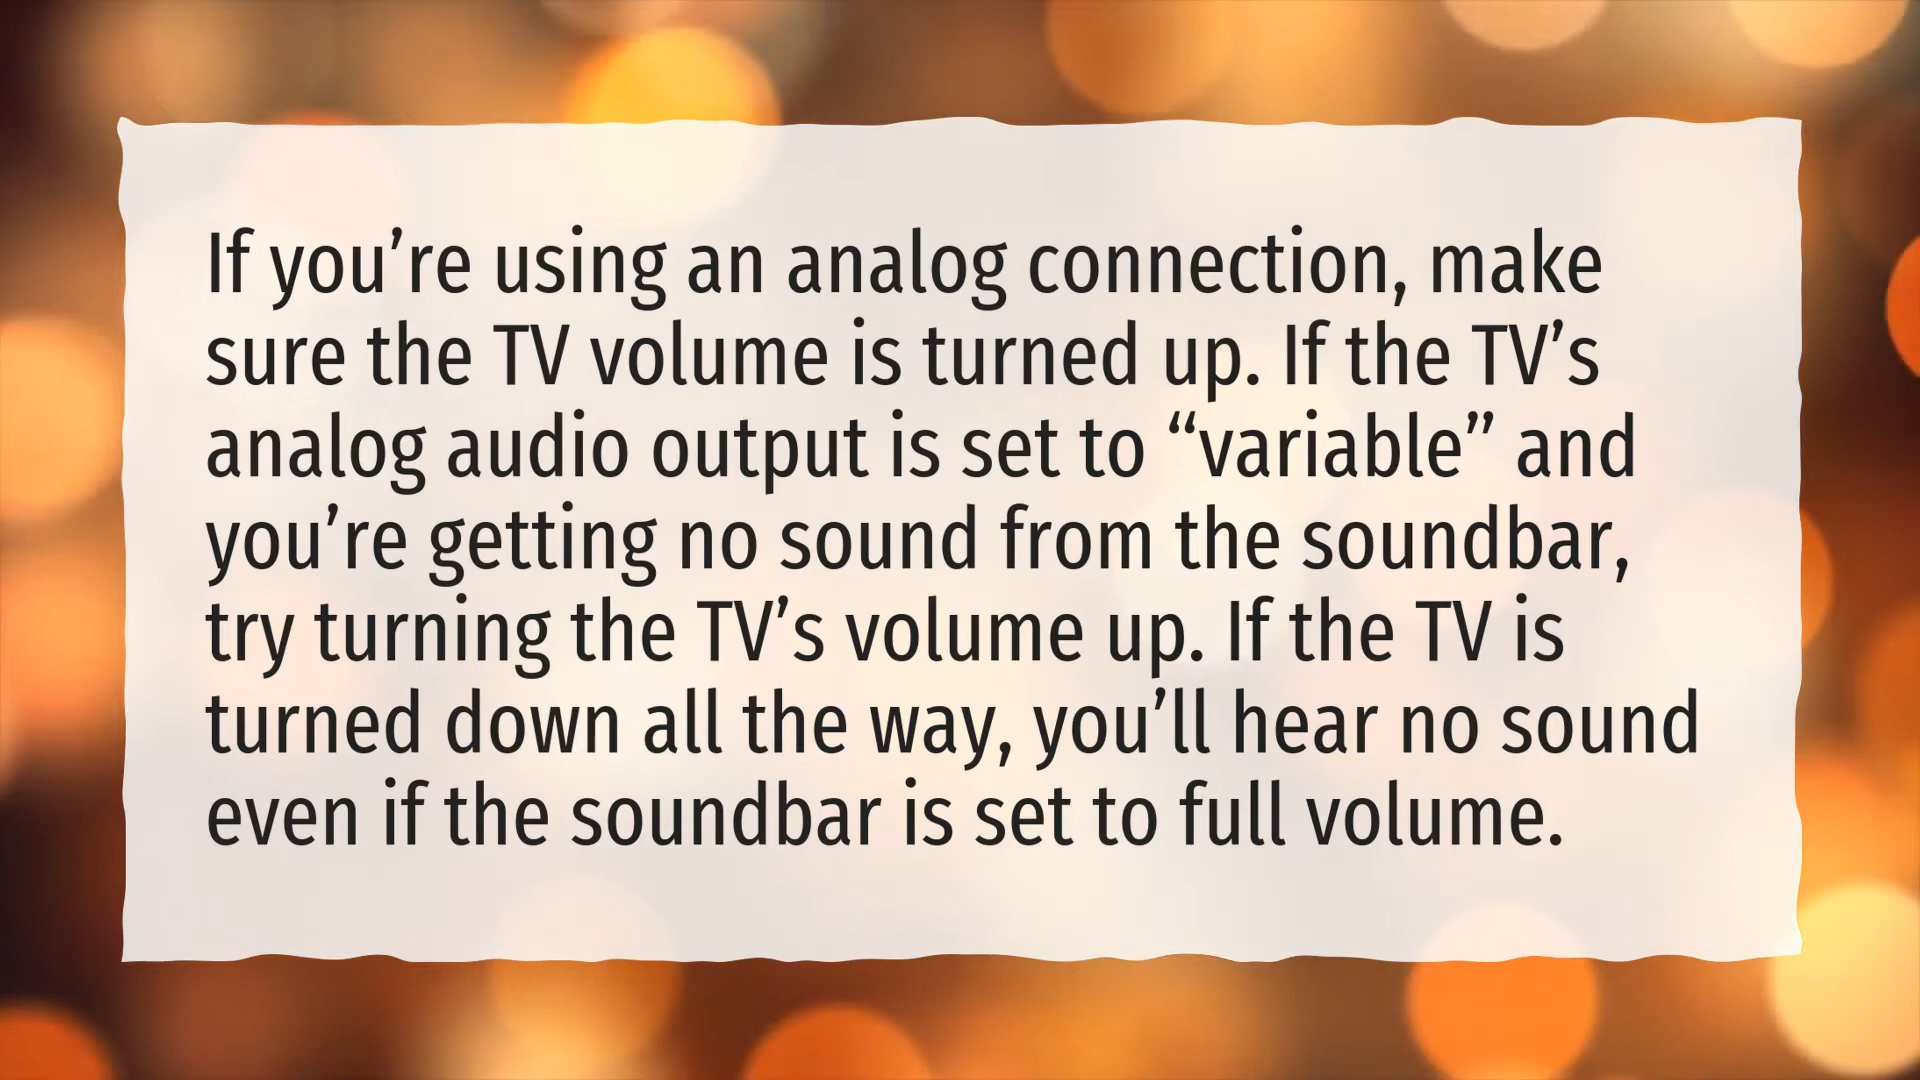 If you’re using an analog connection, make
sure the TV volume is turned up. If the TV’s
analog audio output is set to “variable” and
you’re getting no sound from the soundbar,
try turning the TV’s volume up. If the TV is
turned down all the way, you’ll hear no sound
even if the soundbar is set to full volume.